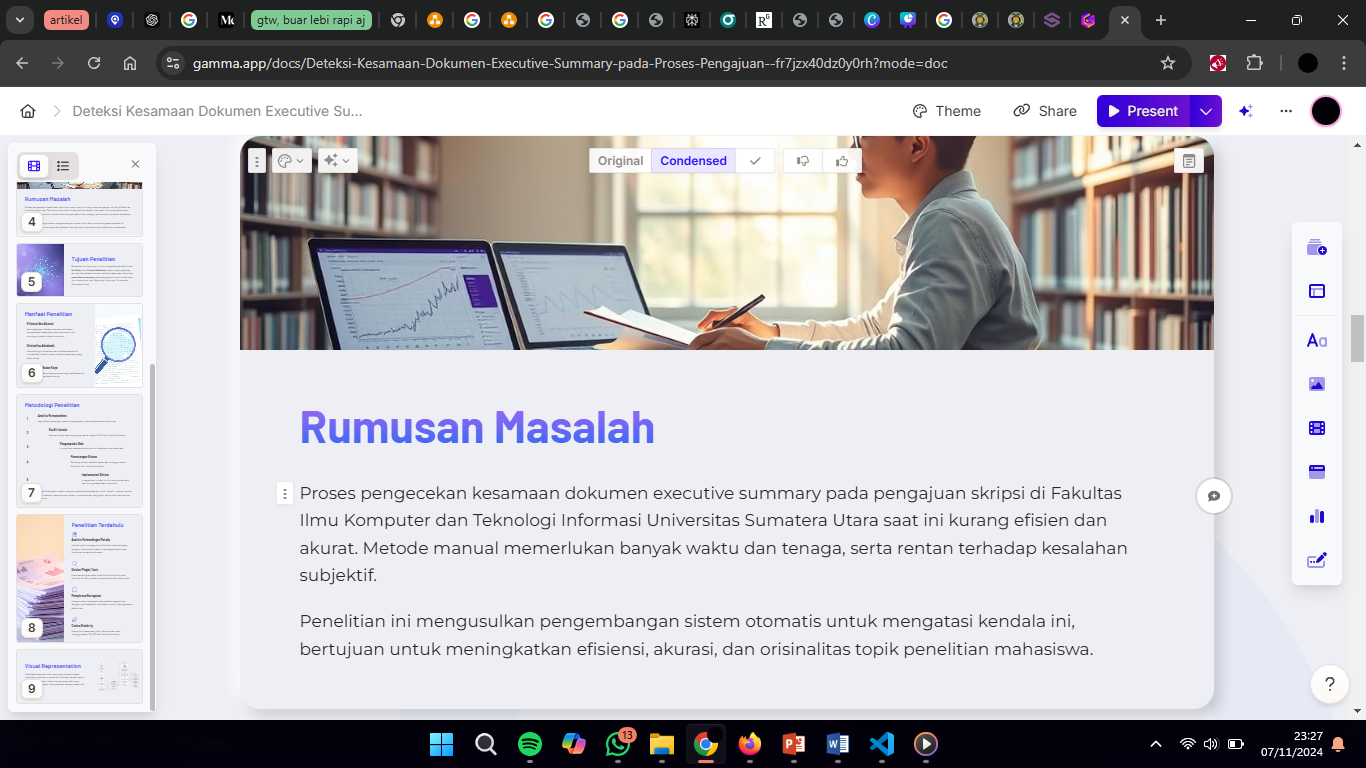 artikel
gtw, buar lebi rapi aj
gamma.app/docs/Deteksi-Kesamaan-Dokumen-Executive-Summary-pada-Proses-Pengajuan--fr7jzx40dz0y0rh?mode=doc
Deteksi Kesamaan Dokumen Executive Su...
Theme
Share
Present
Original
Condensed
Rumusan Masalah
4
Tujuan Penelitian
5
Manfaat Penelitian
6
Metodologi Penelitian
7
Penelitian Terdahulu
8
Visual Representation
9
Rumusan Masalah
Proses pengecekan kesamaan dokumen executive summary pada pengajuan skripsi di Fakultas
Ilmu Komputer dan Teknologi Informasi Universitas Sumatera Utara saat ini kurang efisien dan
akurat. Metode manual memerlukan banyak waktu dan tenaga, serta rentan terhadap kesalahan
subjektif.
Penelitian ini mengusulkan pengembangan sistem otomatis untuk mengatasi kendala ini,
bertujuan untuk meningkatkan efisiensi, akurasi, dan orisinalitas topik penelitian mahasiswa.
Aa
?
13
23:27
07/11/2024